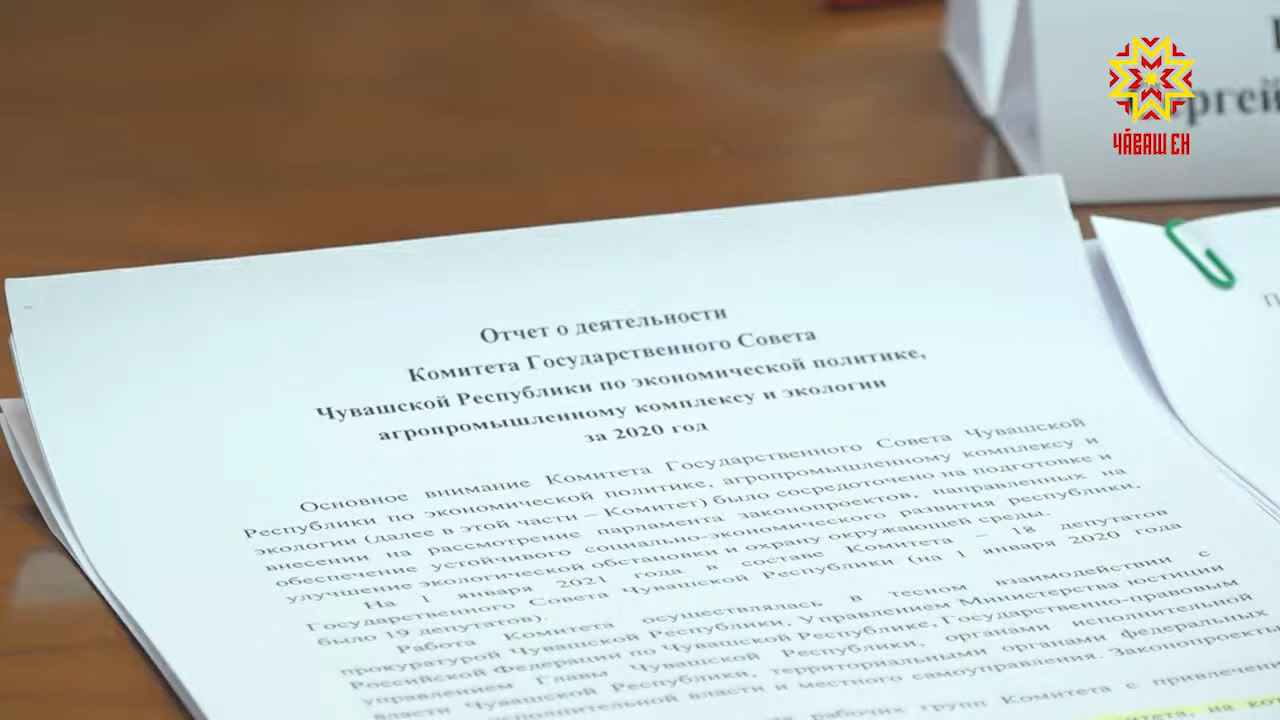 ЧӐВАШ ЕН
Отчет о деятельности
Комитета Государственного Совета
Чувашской Республики по экономической политике,
агропромышленному комплексу и экологии
за 2020 год
Основное внимание Комитета Государственного Совета Чувашской
Республики по экономической политике, агропромышленному комплексу и
экологии (далее в этой части – Комитет) было сосредоточено на подготовке и
внесении на рассмотрение парламента законопроектов, направленных на
обеспечение устойчивого социально-экономического развития республики,
улучшение экологической обстановки и охрану окружающей среды.
На 1 января 2021 года в составе Комитета – 18 депутатов
Государственного Совета Чувашской Республики (на 1 января 2020 года
было 19 депутатов).
Работа Комитета осуществлялась в тесном взаимодействии с
прокуратурой Чувашской Республики, Управлением Министерства юстиции
Российской Федерации по Чувашской Республике, Государственно-правовым
управлением Главы Чувашской Республики, органами исполнительной
власти Чувашской Республики, территориальными органами федеральных
исполнительной власти и местного самоуправления. Законопроекты
рабочих групп Комитета с привлечением